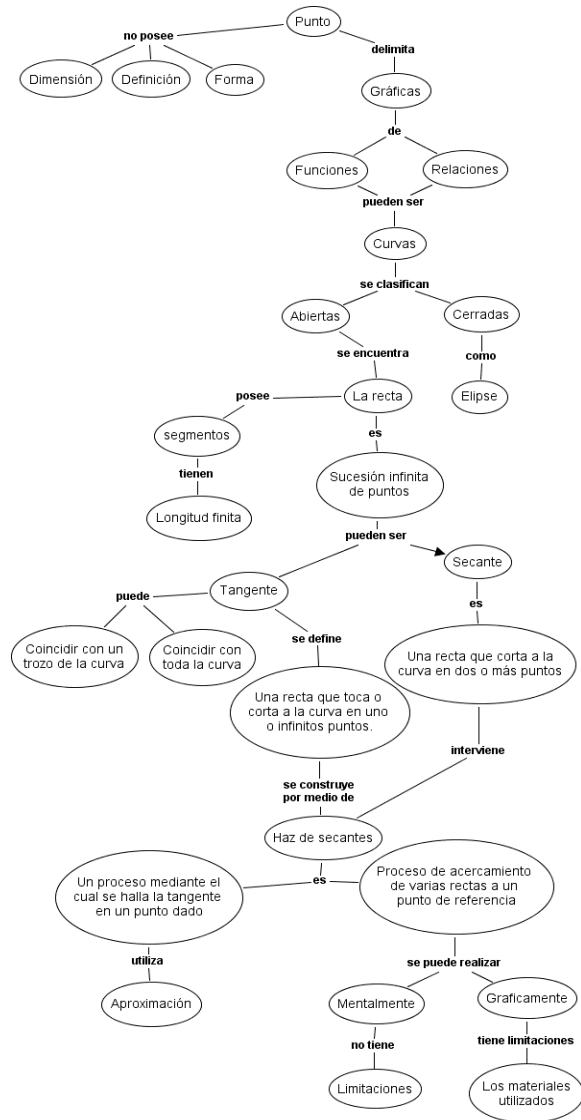 Punto
no posee
delimita
Dimensión
Definición
Forma
Gráficas
de
Funciones
Relaciones
pueden ser
Curvas
se clasifican
Abiertas
Cerradas
se encuentra
como
La recta
Elipse
posee
segmentos
es
tienen
Longitud finita
Sucesión infinita
de puntos
pueden ser
Tangente
Secante
puede
es
Coincidir con un
trozo de la curva
Coincidir con
toda la curva
se define
Una recta que corta a la
curva en dos o más puntos
Una recta que toca o
corta a la curva en uno
o infinitos puntos.
interviene
se construye
por medio de
Haz de secantes
es
Un proceso mediante el
cual se halla la tangente
en un punto dado
Proceso de acercamiento
de varias rectas a un
punto de referencia
utiliza
Aproximación
se puede realizar
Mentalmente
Graficamente
no tiene
tiene limitaciones
Limitaciones
Los materiales
utilizados